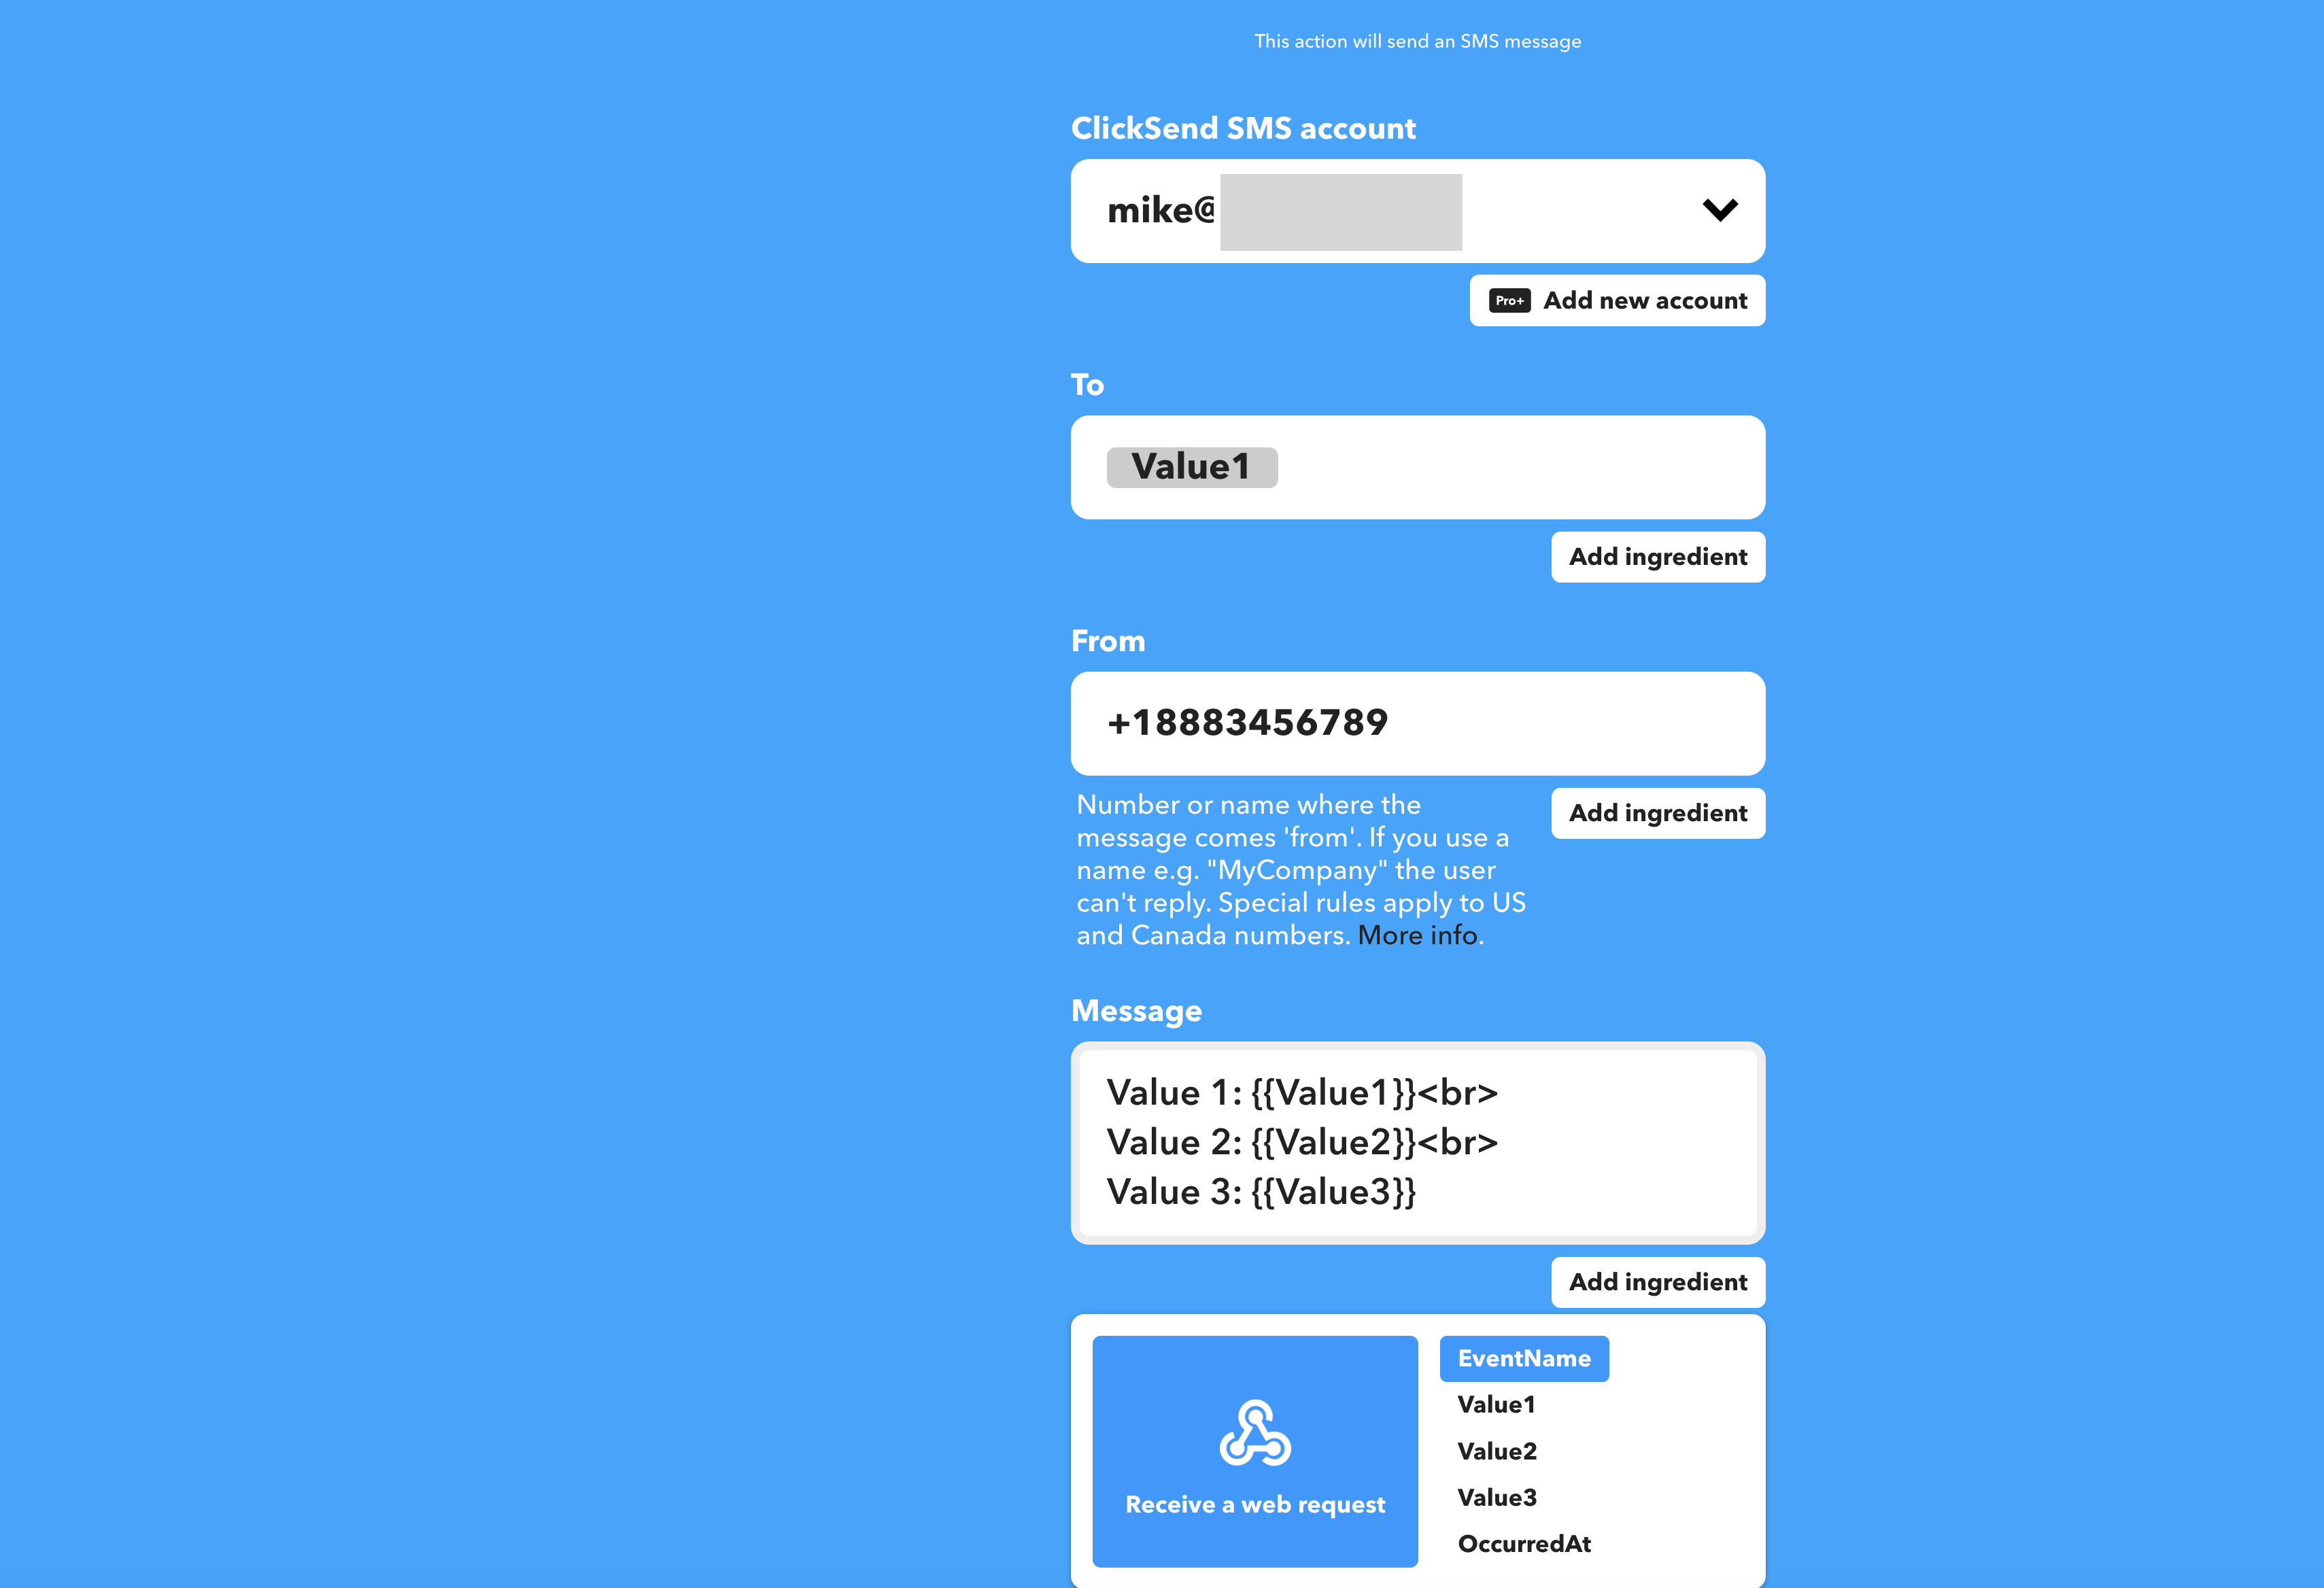 This action will send an SMS message
ClickSend SMS account
mike@
Pro+ Add new account
To
Value1
Add ingredient
From
+18883456789
Number or name where the
message comes 'from'. If you use a
name e.g. "MyCompany" the user
can't reply. Special rules apply to US
and Canada numbers. More info.
Add ingredient
Message
Value 1: {{Value1}}<br>
Value 2: {{Value2}}<br>
Value 3: {{Value3}}
Add ingredient
Receive a web request
EventName
Value1
Value2
Value3
OccurredAt